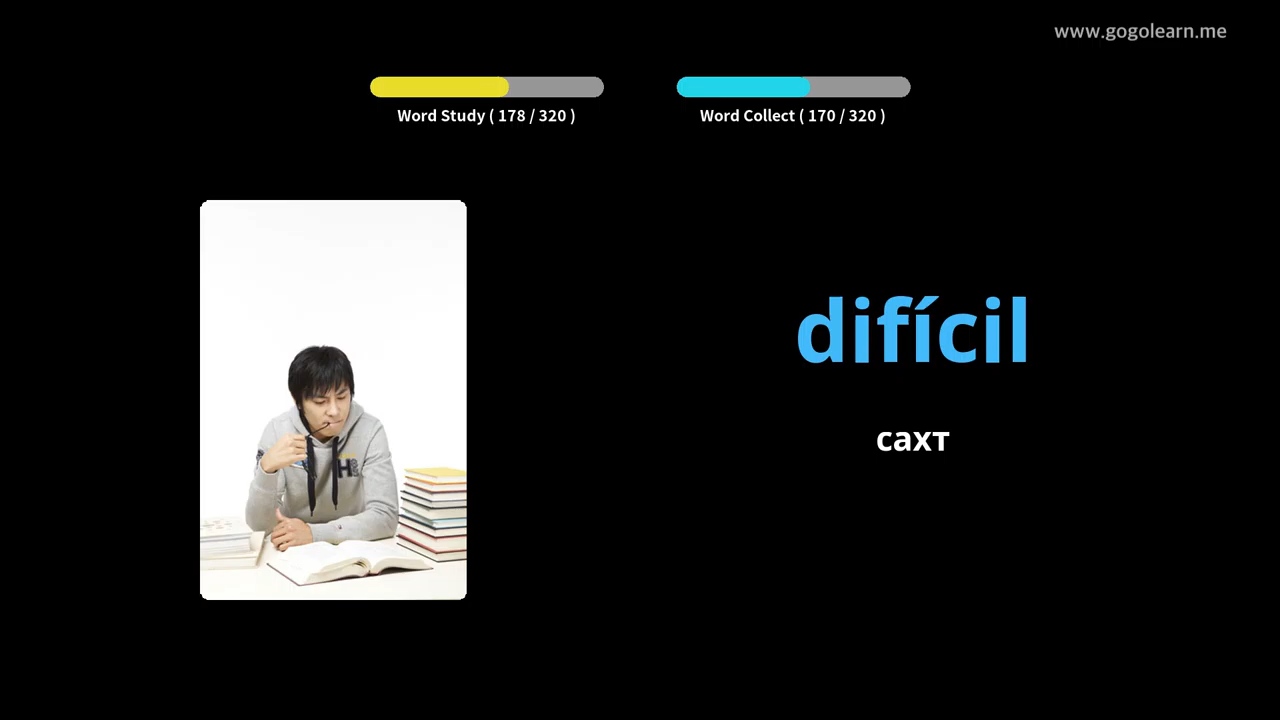 www.gogolearn.me
Word Study ( 178 / 320 )
Word Collect ( 170 / 320 )
difícil
сахт
H